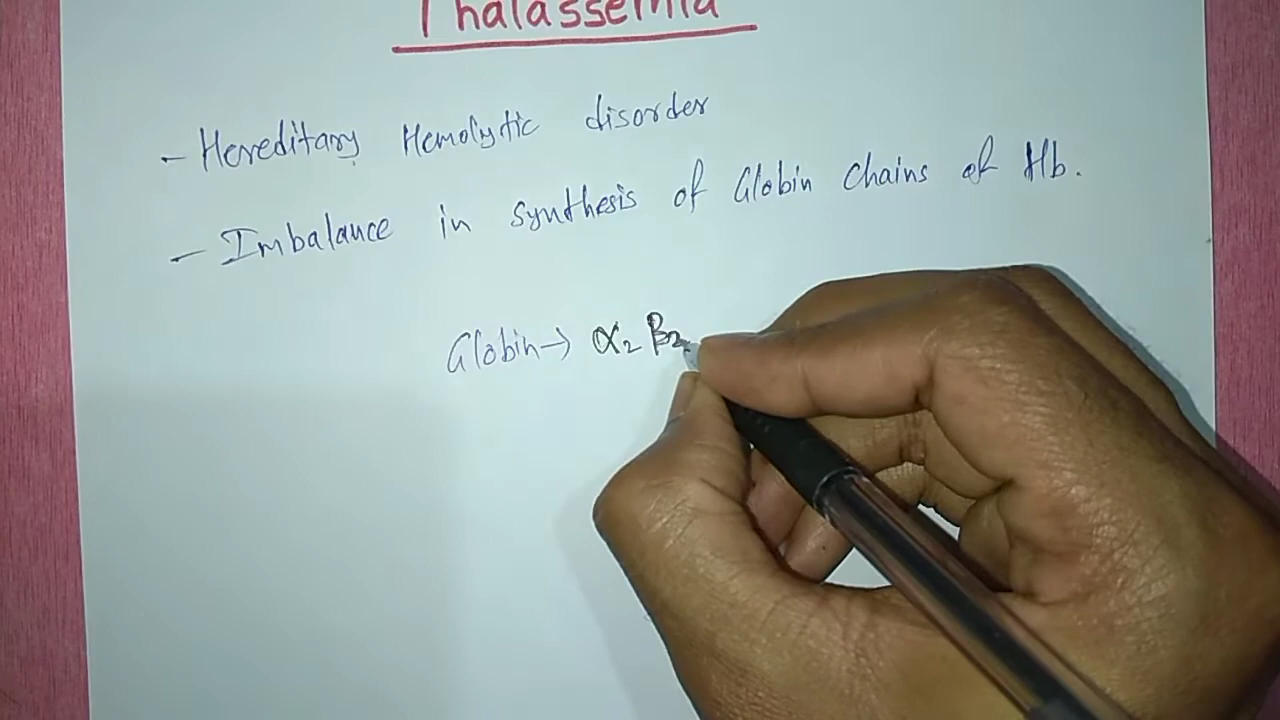 Thalassemia
- Hereditary Hemolytic disorder
- Imbalance in synthesis of Globin chains of Hb.
Globin → α₂ β₂